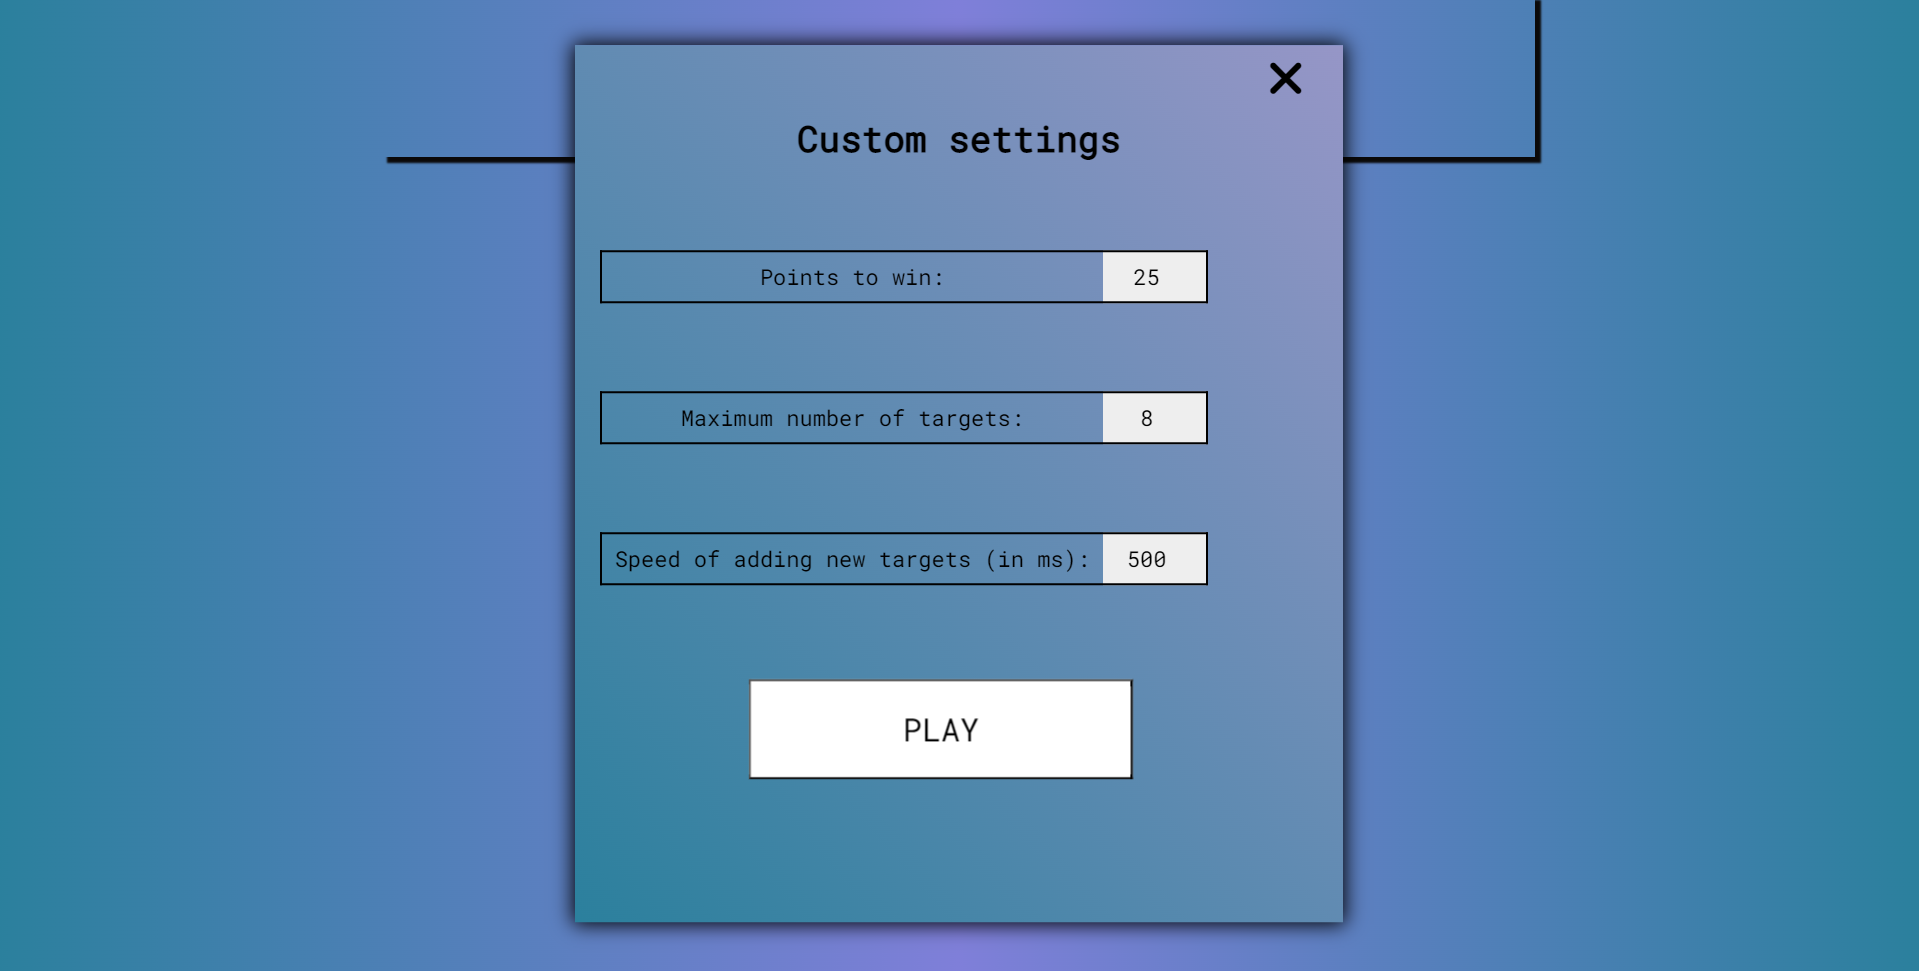 Custom settings
Points to win: 25
Maximum number of targets: 8
Speed of adding new targets (in ms): 500
PLAY